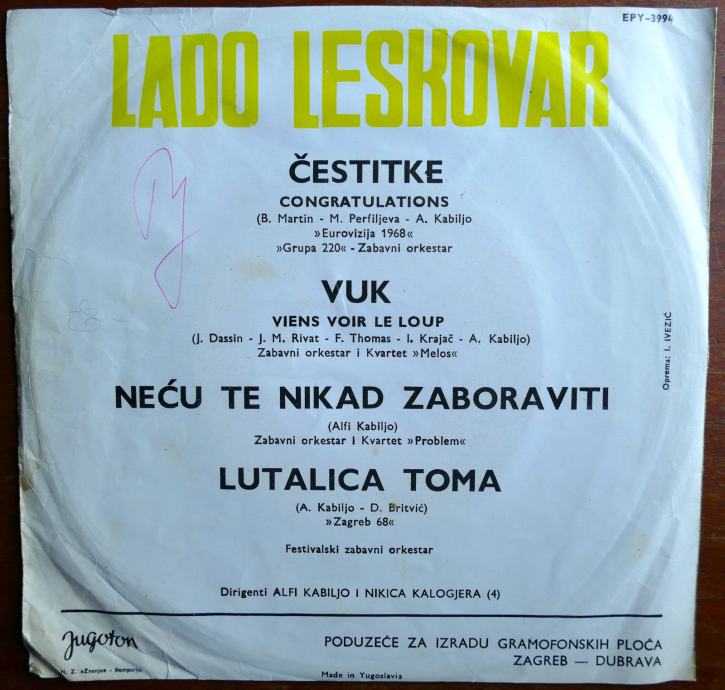 EPY-3994
LADO LESKOVAR
ČESTITKE
CONGRATULATIONS
(B. Martin - M. Perfiljeva - A. Kabiljo
»Eurovizija 1968«
»Grupa 220« - Zabavni orkestar
VUK
VIENS VOIR LE LOUP
(J. Dassin - J. M. Rivat - F. Thomas - I. Krajač - A. Kabiljo)
Zabavni orkestar i Kvartet »Melos«
Oprema: I. IVEZIĆ
NEĆU TE NIKAD ZABORAVITI
(Alfi Kabiljo)
Zabavni orkestar i Kvartet »Problem«
LUTALICA TOMA
(A. Kabiljo - D. Britvić)
»Zagreb 68«
Festivalski zabavni orkestar
Dirigenti ALFI KABILJO I NIKICA KALOGJERA (4)
Jugoton
PODUZEĆE ZA IZRADU GRAMOFONSKIH PLOČA
ZAGREB — DUBRAVA
N. Z. »Znanje«
Made in Yugoslavia